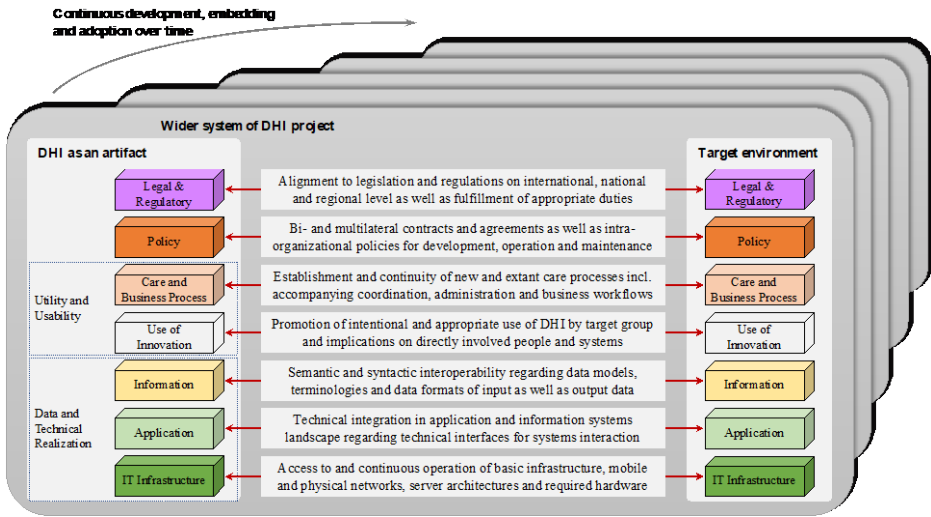 Continuous development, embedding
and adoption over time
Wider system of DHI project
DHI as an artifact
Target environment
Legal &
Regulatory
Alignment to legislation and regulations on international, national
and regional level as well as fulfillment of appropriate duties
Legal &
Regulatory
Policy
Bi- and multilateral contracts and agreements as well as intra-
organizational policies for development, operation and maintenance
Policy
Utility and
Usability
Care and
Business Process
Establishment and continuity of new and extant care processes incl.
accompanying coordination, administration and business workflows
Care and
Business Process
Use of
Innovation
Promotion of intentional and appropriate use of DHI by target group
and implications on directly involved people and systems
Use of
Innovation
Data and
Technical
Realization
Information
Semantic and syntactic interoperability regarding data models,
terminologies and data formats of input as well as output data
Information
Application
Technical integration in application and information systems
landscape regarding technical interfaces for systems interaction
Application
IT Infrastructure
Access to and continuous operation of basic infrastructure, mobile
and physical networks, server architectures and required hardware
IT Infrastructure